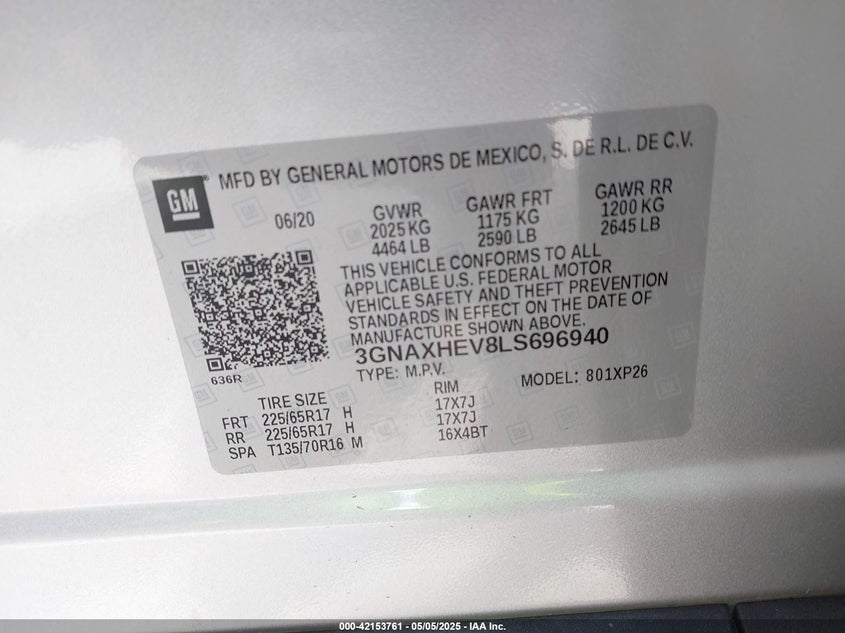 GM
MFD BY GENERAL MOTORS DE MEXICO, S. DE R.L. DE C.V.
06/20
GVWR
2025 KG
4464 LB
GAWR FRT
1175 KG
2590 LB
GAWR RR
1200 KG
2645 LB
THIS VEHICLE CONFORMS TO ALL
APPLICABLE U.S. FEDERAL MOTOR
VEHICLE SAFETY AND THEFT PREVENTION
STANDARDS IN EFFECT ON THE DATE OF
MANUFACTURE SHOWN ABOVE.
3GNAXHEV8LS696940
636R
TYPE: M.P.V.
MODEL: 801XP26
TIRE SIZE RIM
FRT 225/65R17 H 17X7J
RR 225/65R17 H 17X7J
SPA T135/70R16 M 16X4BT
000-42153761 - 05/05/2025 - IAA Inc.